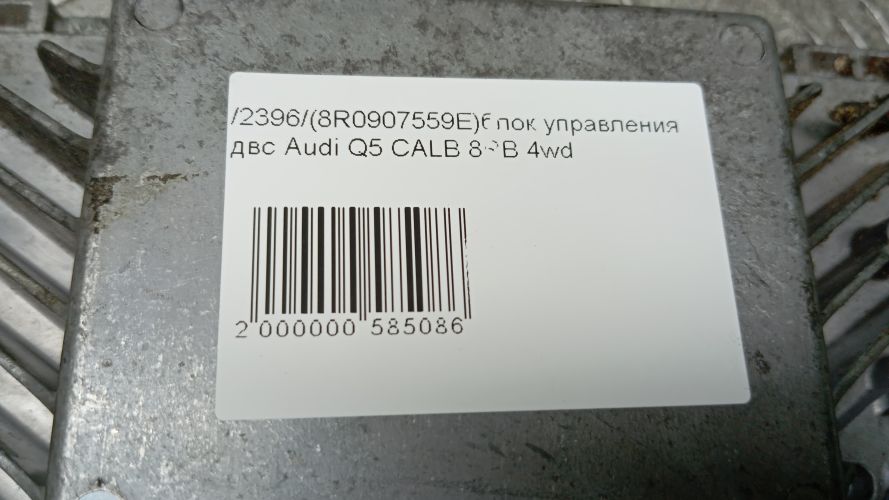 /2396/(8R0907559E)блок управления
двс Audi Q5 CALB 4wd
2 000000 585086